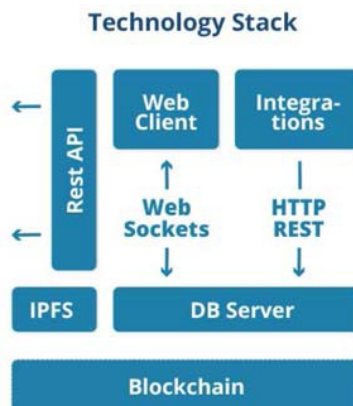 Technology Stack
Rest API
Web
Client
Integra-
tions
Web
Sockets
HTTP
REST
IPFS
DB Server
Blockchain